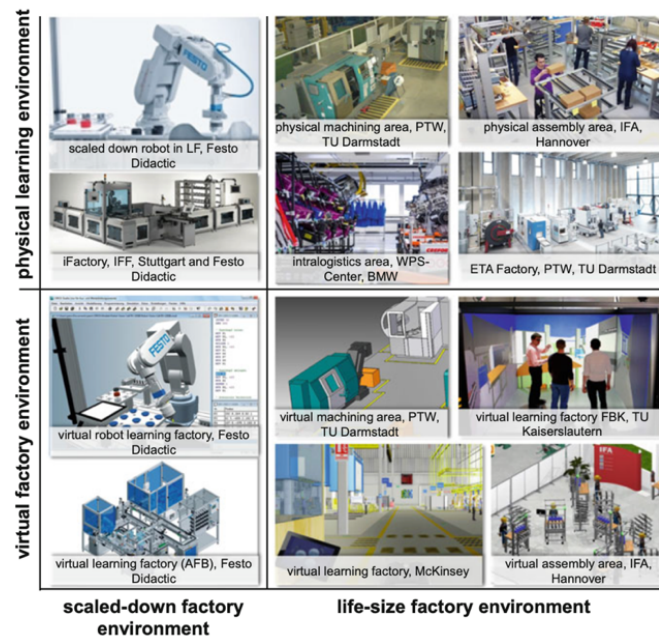 physical learning environment
FESTO
scaled down robot in LF, Festo
Didactic
physical machining area, PTW,
TU Darmstadt
physical assembly area, IFA,
Hannover
iFactory, IFF, Stuttgart and Festo
Didactic
intralogistics area, WPS-
Center, BMW
ETA Factory, PTW, TU Darmstadt
virtual factory environment
FESTO
virtual robot learning factory, Festo
Didactic
virtual machining area, PTW,
TU Darmstadt
virtual learning factory FBK, TU
Kaiserslautern
virtual learning factory (AFB), Festo
Didactic
virtual learning factory, McKinsey
IFA
virtual assembly area, IFA,
Hannover
scaled-down factory
environment
life-size factory environment